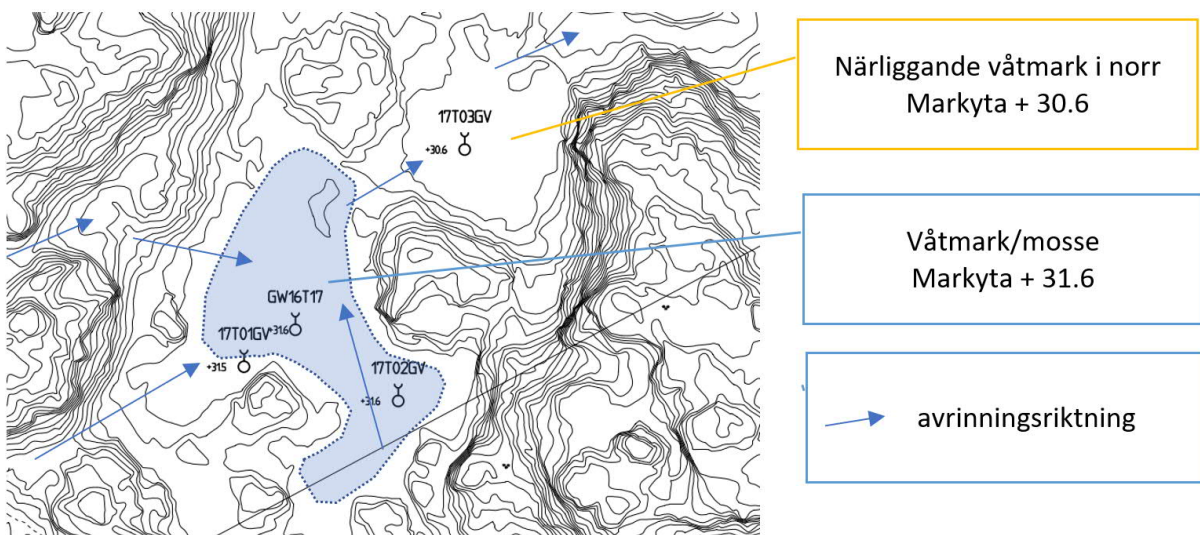 17T03GV
+30.6
GW16T17
+31.6
17T01GV
+31.5
17T02GV
+31.6
Närliggande våtmark i norr
Markyta + 30.6
Våtmark/mosse
Markyta + 31.6
avrinningsriktning